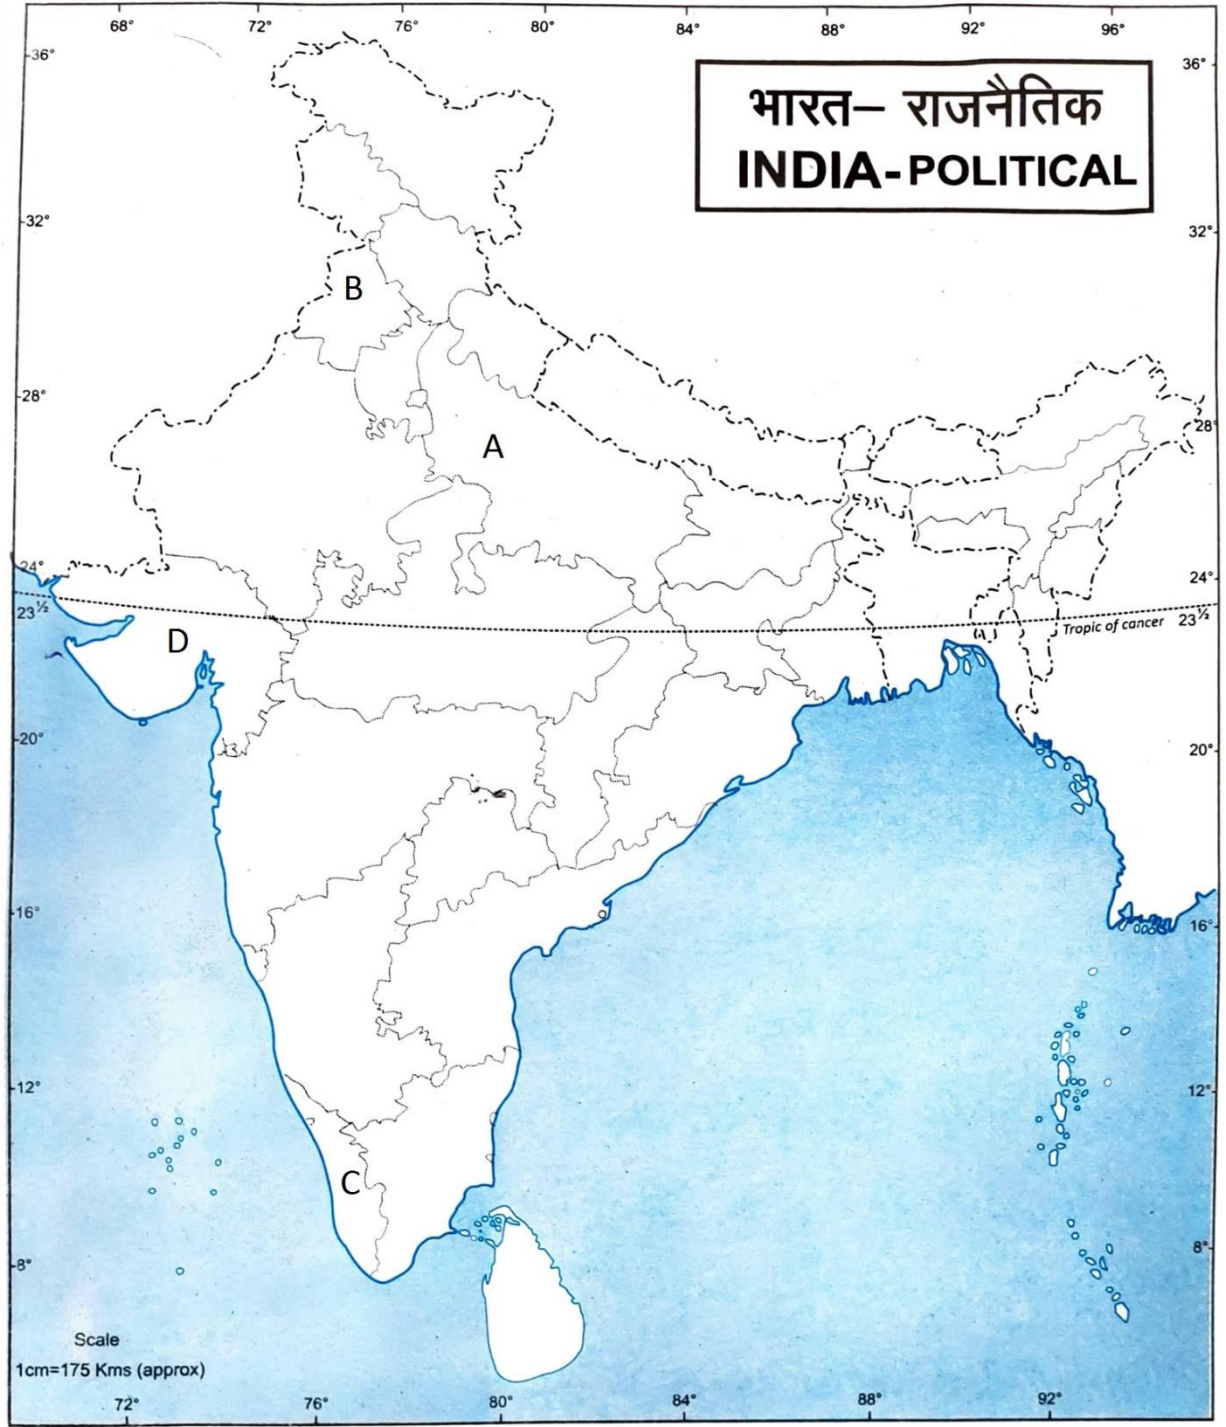 68° 72° 76° 80° 84° 88° 92° 96°
36° 36°
भारत– राजनैतिक
INDIA-POLITICAL
32° 32°
B
28° 28°
A
24° 24°
23½ 23½
Tropic of cancer
D
20° 20°
16° 16°
12° 12°
C
8° 8°
Scale
1cm=175 Kms (approx)
72° 76° 80° 84° 88° 92°